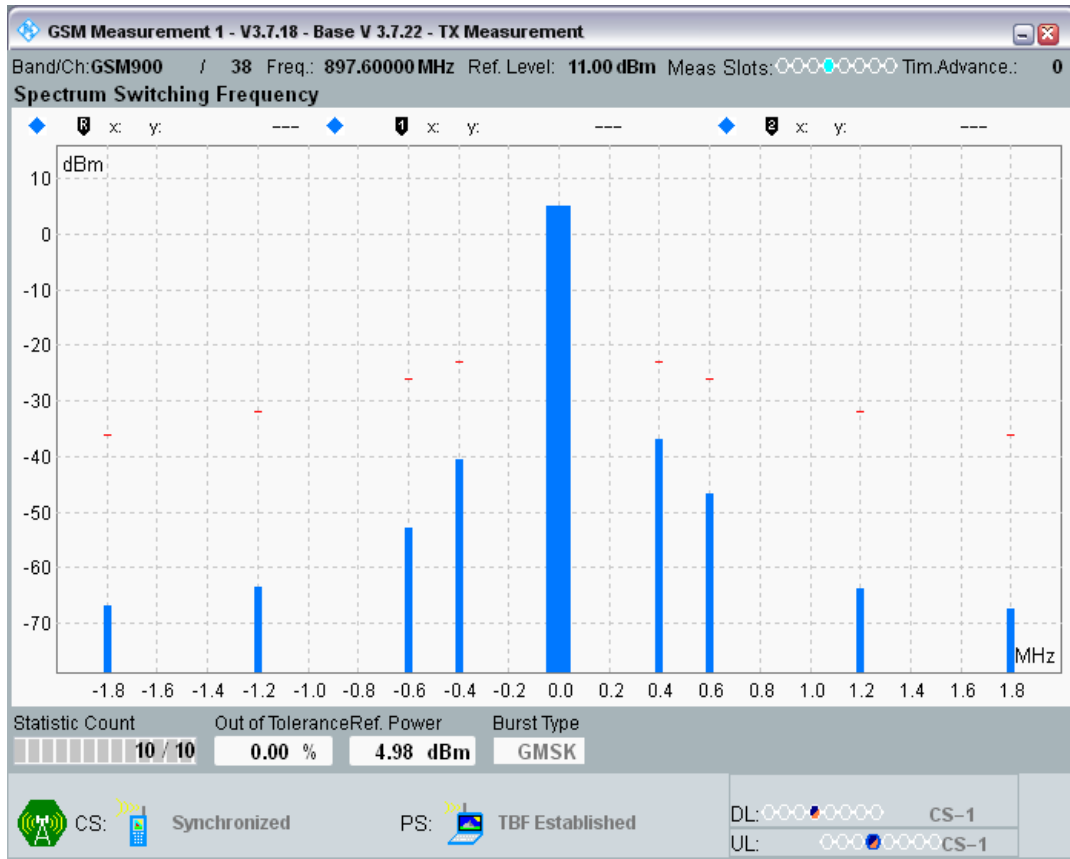 GSM Measurement 1 - V3.7.18 - Base V 3.7.22 - TX Measurement
Band/Ch:GSM900 / 38 Freq.: 897.60000 MHz Ref. Level: 11.00 dBm Meas Slots: Tim.Advance.: 0
Spectrum Switching Frequency
R x: y: --- 1 x: y: --- 2 x: y: ---
dBm
10
0
-10
-20
-30
-40
-50
-60
-70
MHz
-1.8 -1.6 -1.4 -1.2 -1.0 -0.8 -0.6 -0.4 -0.2 0.0 0.2 0.4 0.6 0.8 1.0 1.2 1.4 1.6 1.8
Statistic Count Out of Tolerance Ref. Power Burst Type
10 / 10 0.00 % 4.98 dBm GMSK
CS: Synchronized PS: TBF Established
DL: CS-1
UL: CS-1